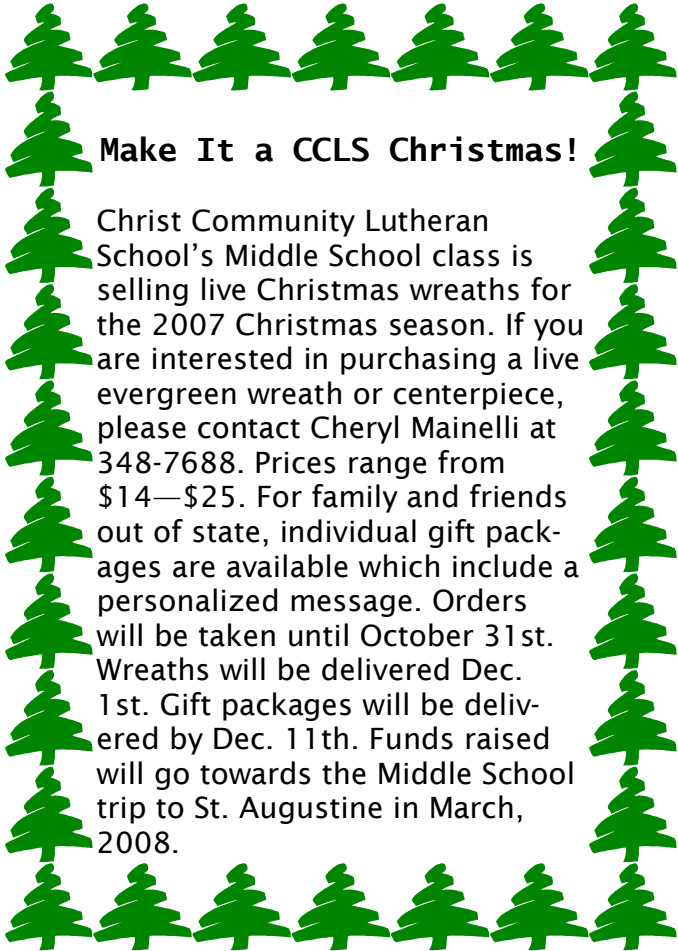 Make It a CCLS Christmas!
Christ Community Lutheran
School’s Middle School class is
selling live Christmas wreaths for
the 2007 Christmas season. If you
are interested in purchasing a live
evergreen wreath or centerpiece,
please contact Cheryl Mainelli at
348-7688. Prices range from
$14—$25. For family and friends
out of state, individual gift pack-
ages are available which include a
personalized message. Orders
will be taken until October 31st.
Wreaths will be delivered Dec.
1st. Gift packages will be deliv-
ered by Dec. 11th. Funds raised
will go towards the Middle School
trip to St. Augustine in March,
2008.